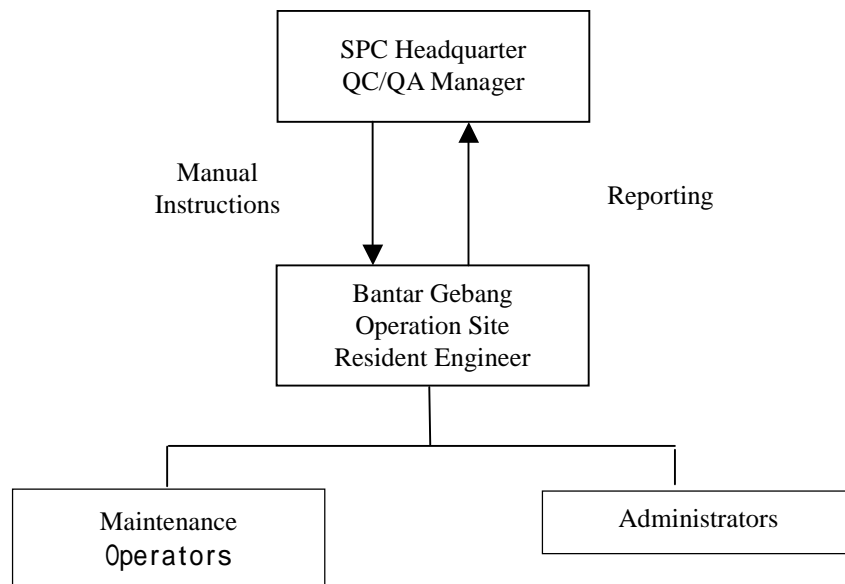 SPC Headquarter
QC/QA Manager
Manual
Instructions
Reporting
Bantar Gebang
Operation Site
Resident Engineer
Maintenance
Operators
Administrators